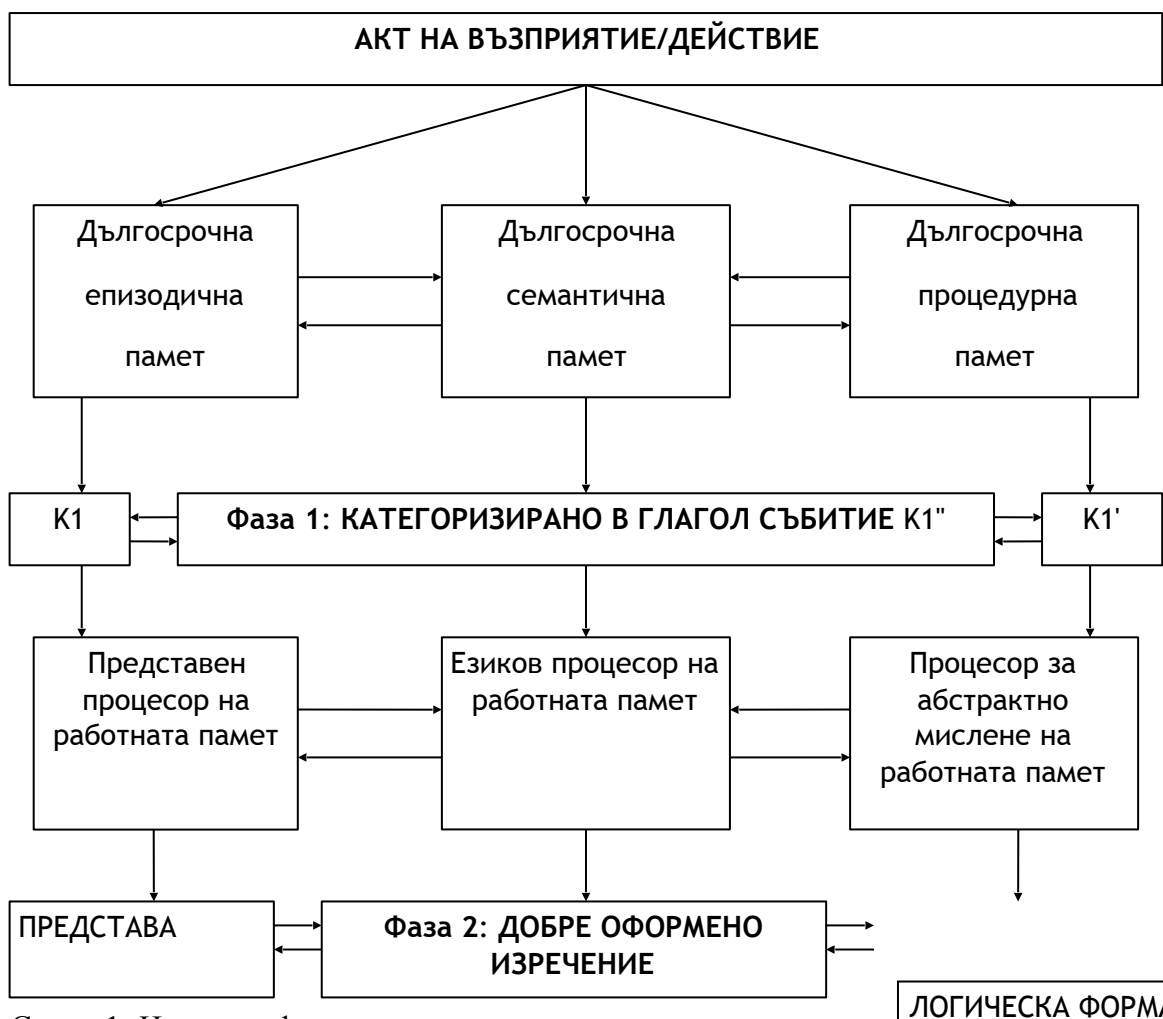 АКТ НА ВЪЗПРИЯТИЕ/ДЕЙСТВИЕ
Дългосрочна
епизодична
памет
Дългосрочна
семантична
памет
Дългосрочна
процедурна
памет
К1
Фаза 1: КАТЕГОРИЗИРАНО В ГЛАГОЛ СЪБИТИЕ К1"
К1'
Представен
процесор на
работната памет
Езиков процесор на
работната памет
Процесор за
абстрактно
мислене на
работната памет
ПРЕДСТАВА
Фаза 2: ДОБРЕ ОФОРМЕНО
ИЗРЕЧЕНИЕ
ЛОГИЧЕСКА ФОРМА